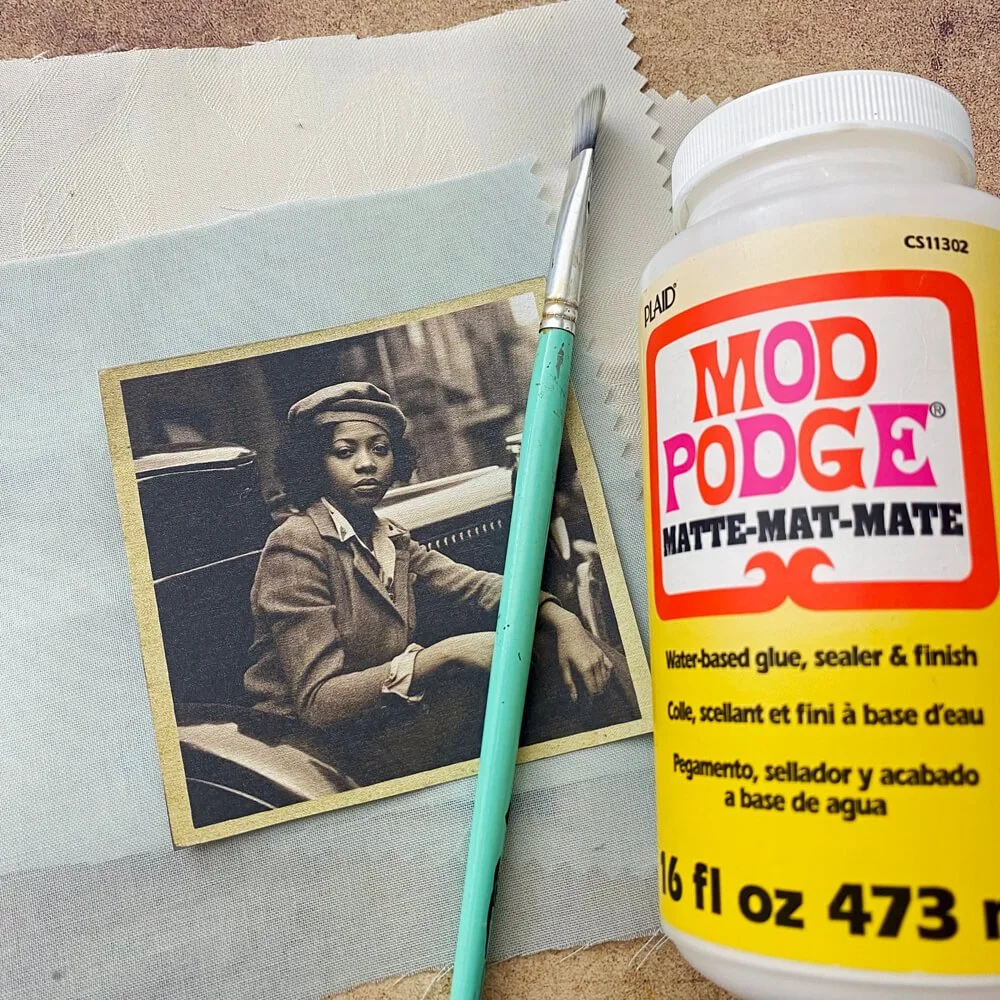 CS11302
PLAID®
MOD
PODGE®
MATTE-MAT-MATE
Water-based glue, sealer & finish
Colle, scellant et fini à base d'eau
Pegamento, sellador y acabado
a base de agua
16 fl oz 473